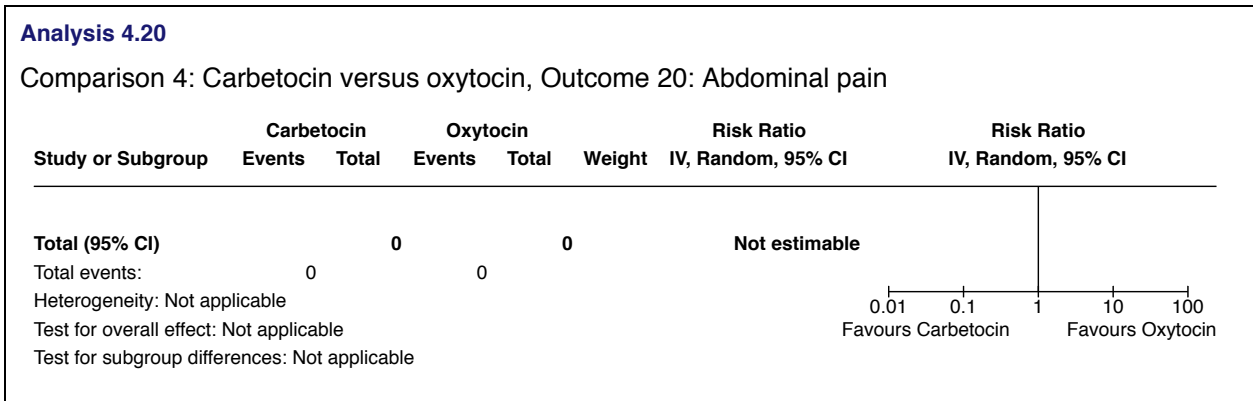 Analysis 4.20
Comparison 4: Carbetocin versus oxytocin, Outcome 20: Abdominal pain
Carbetocin Oxytocin Risk Ratio Risk Ratio
Study or Subgroup Events Total Events Total Weight IV, Random, 95% CI IV, Random, 95% CI
Total (95% CI) 0 0 Not estimable
Total events: 0 0
Heterogeneity: Not applicable
Test for overall effect: Not applicable
Test for subgroup differences: Not applicable
0.01 0.1 1 10 100
Favours Carbetocin Favours Oxytocin